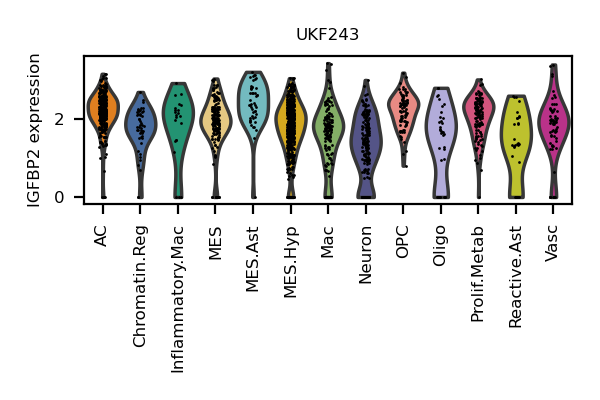 UKF243
IGFBP2 expression
2
0
AC
Chromatin.Reg
Inflammatory.Mac
MES
MES.Ast
MES.Hyp
Mac
Neuron
OPC
Oligo
Prolif.Metab
Reactive.Ast
Vasc